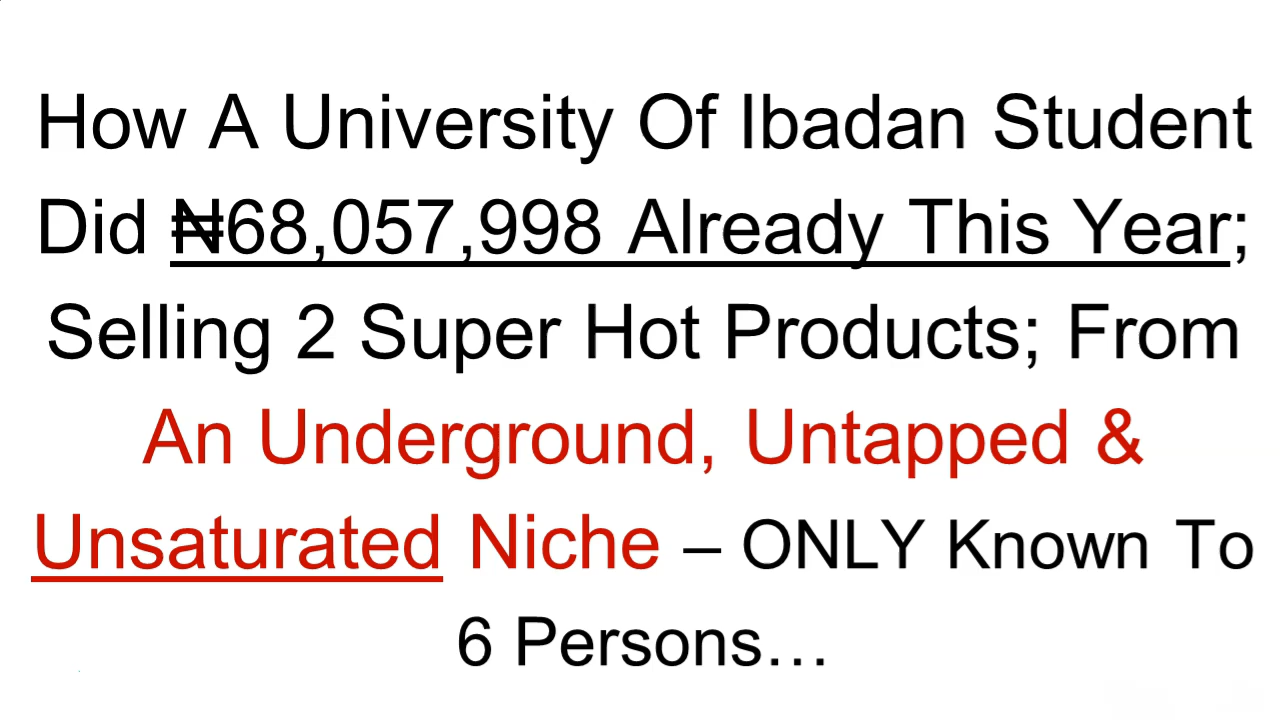 How A University Of Ibadan Student
Did ₦68,057,998 Already This Year;
Selling 2 Super Hot Products; From
An Underground, Untapped &
Unsaturated Niche – ONLY Known To
6 Persons…